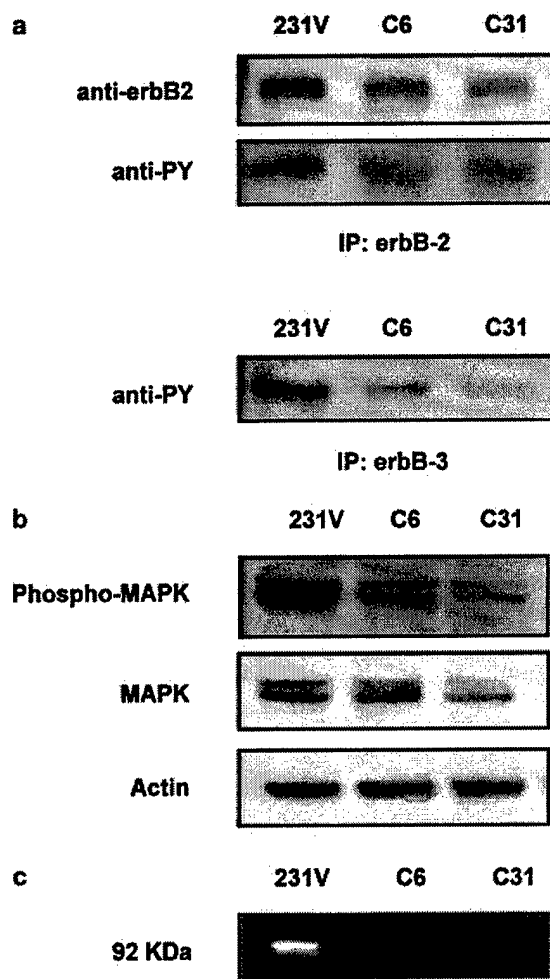 a 231V C6 C31
anti-erbB2
anti-PY
IP: erbB-2
231V C6 C31
anti-PY
IP: erbB-3
b 231V C6 C31
Phospho-MAPK
MAPK
Actin
c 231V C6 C31
92 KDa